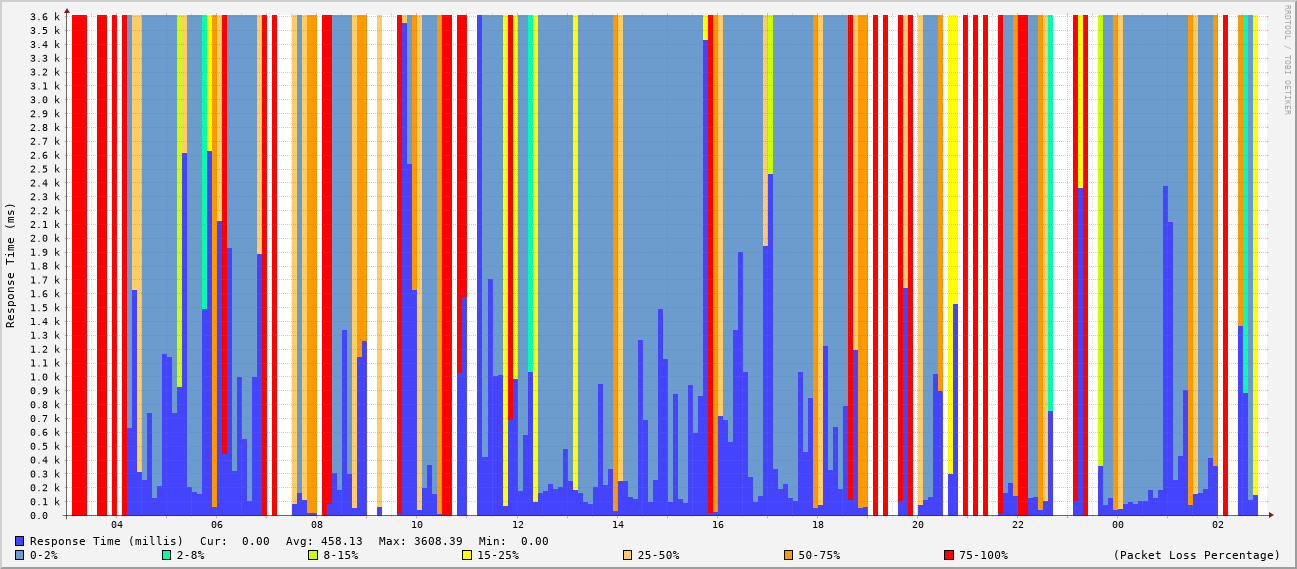 RRDTOOL / TOBI OETIKER
Response Time (ms)
3.6 k
3.5 k
3.4 k
3.3 k
3.2 k
3.1 k
3.0 k
2.9 k
2.8 k
2.7 k
2.6 k
2.5 k
2.4 k
2.3 k
2.2 k
2.1 k
2.0 k
1.9 k
1.8 k
1.7 k
1.6 k
1.5 k
1.4 k
1.3 k
1.2 k
1.1 k
1.0 k
0.9 k
0.8 k
0.7 k
0.6 k
0.5 k
0.4 k
0.3 k
0.2 k
0.1 k
0.0
04 06 08 10 12 14 16 18 20 22 00 02
Response Time (millis) Cur: 0.00 Avg: 458.13 Max: 3608.39 Min: 0.00
0-2% 2-8% 8-15% 15-25% 25-50% 50-75% 75-100% (Packet Loss Percentage)